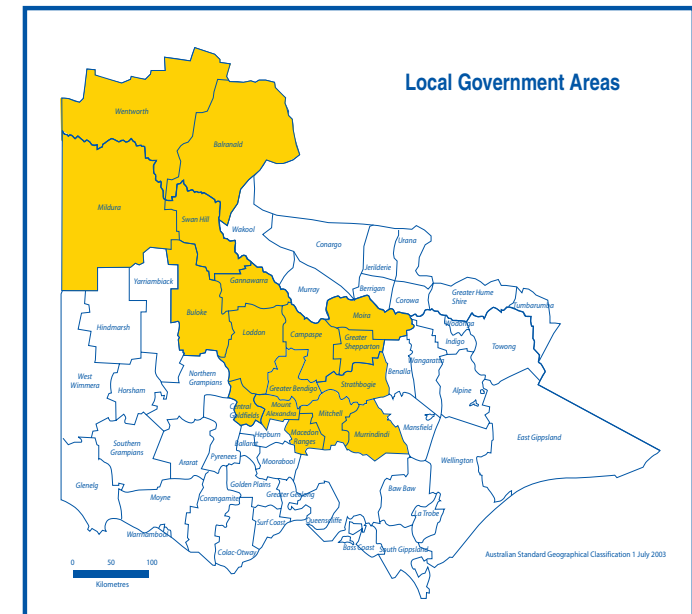 Local Government Areas
Wentworth
Balranald
Mildura
Swan Hill
Wakool
Conargo
Urana
Jerilderie
Yarriambiack
Gannawarra
Murray
Berrigan
Corowa
Greater Hume
Shire
Tumbarumba
Buloke
Moira
Wodonga
Hindmarsh
Loddon
Campaspe
Greater
Shepparton
Indigo
Towong
Wangaratta
Benalla
West
Wimmera
Horsham
Northern
Grampians
Greater Bendigo
Strathbogie
Alpine
Central
Goldfields
Mount
Alexandra
Mitchell
Mansfield
Macedon
Ranges
Murrindindi
East Gippsland
Southern
Grampians
Ararat
Pyrenees
Hepburn
Ballarat
Moorabool
Wellington
Glenelg
Moyne
Corangamite
Golden Plains
Greater Geelong
Baw Baw
La Trobe
Warrnambool
Surf Coast
Queenscliffe
Colac-Otway
Bass Coast
South Gippsland
Australian Standard Geographical Classification 1 July 2003
0 50 100
Kilometres